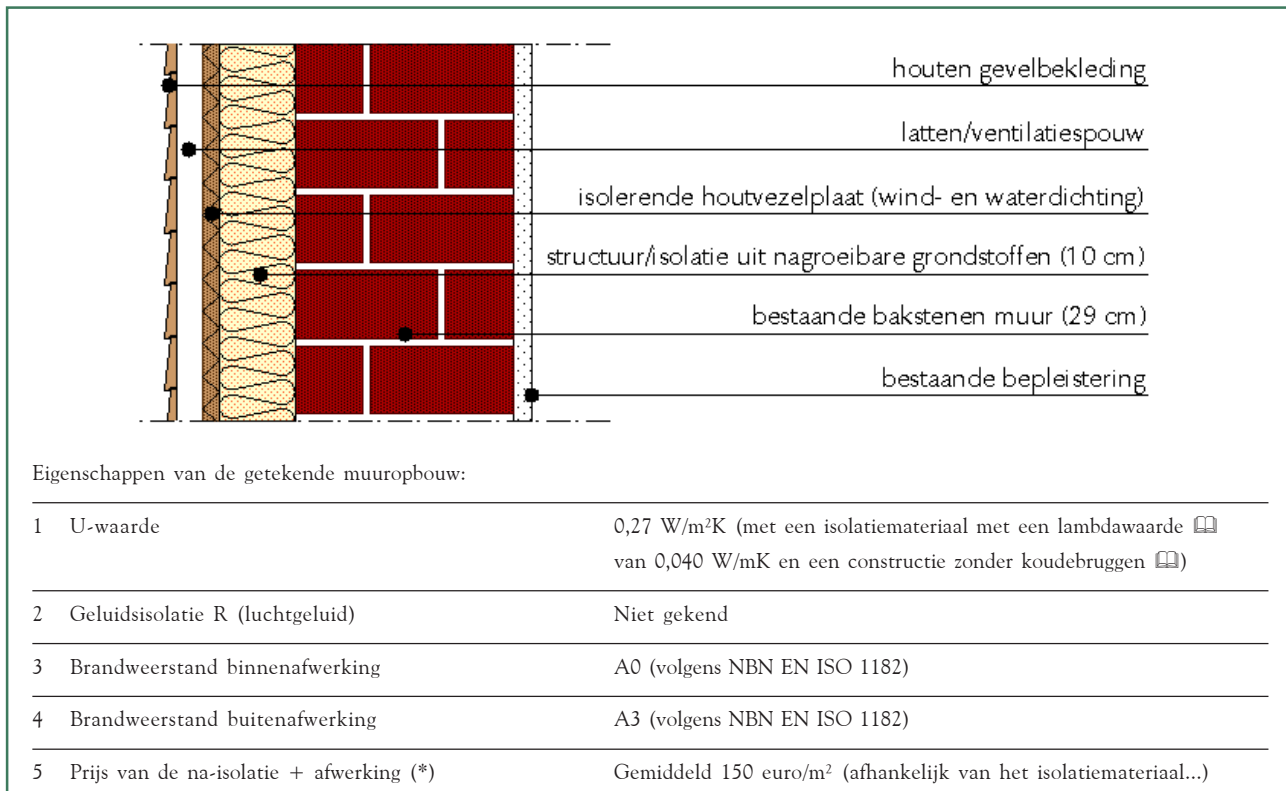 houten gevelbekleding
latten/ventilatiespouw
isolerende houtvezelplaat (wind- en waterdichting)
structuur/isolatie uit nagroeibare grondstoffen (10 cm)
bestaande bakstenen muur (29 cm)
bestaande bepleistering
Eigenschappen van de getekende muuropbouw:
1 U-waarde 0,27 W/m²K (met een isolatiemateriaal met een lambdawaarde 🕮
van 0,040 W/mK en een constructie zonder koudebruggen 🕮)
2 Geluidsisolatie R (luchtgeluid) Niet gekend
3 Brandweerstand binnenafwerking A0 (volgens NBN EN ISO 1182)
4 Brandweerstand buitenafwerking A3 (volgens NBN EN ISO 1182)
5 Prijs van de na-isolatie + afwerking (*) Gemiddeld 150 euro/m² (afhankelijk van het isolatiemateriaal...)